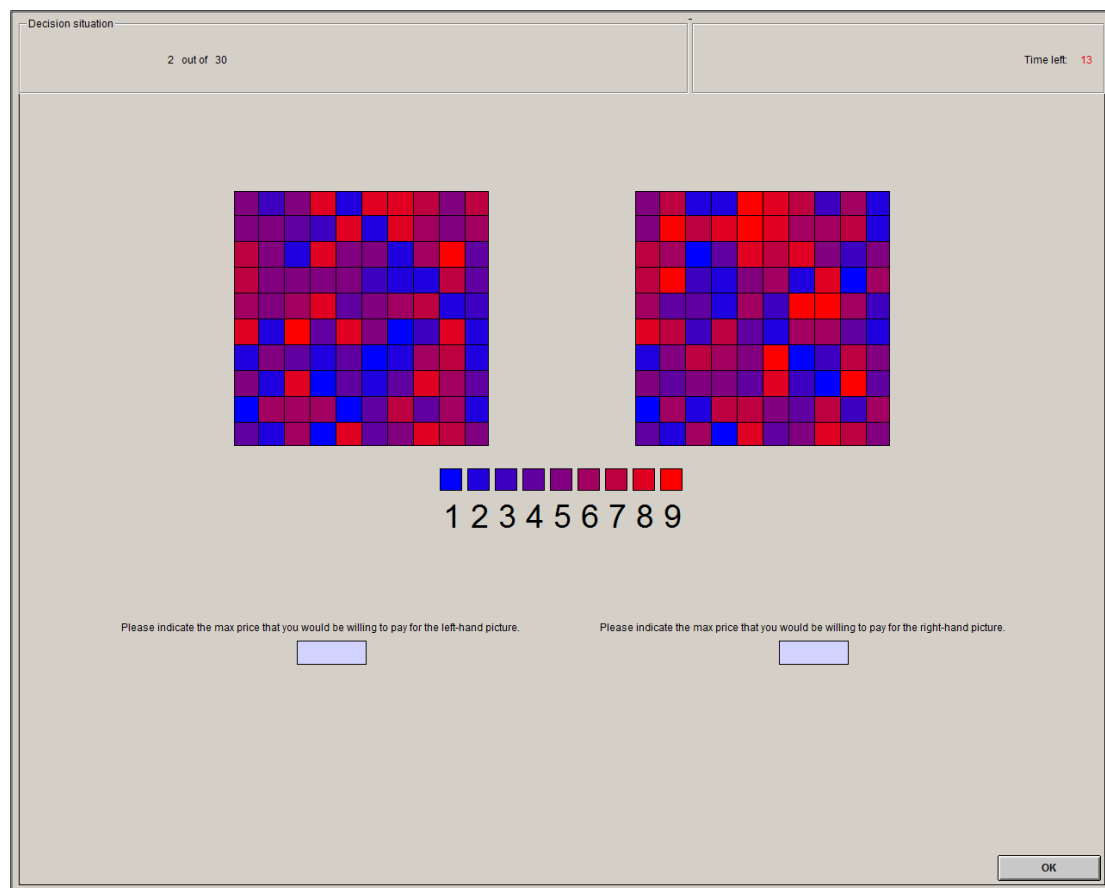 Decision situation
2 out of 30
Time left: 13
1 2 3 4 5 6 7 8 9
Please indicate the max price that you would be willing to pay for the left-hand picture.
Please indicate the max price that you would be willing to pay for the right-hand picture.
OK